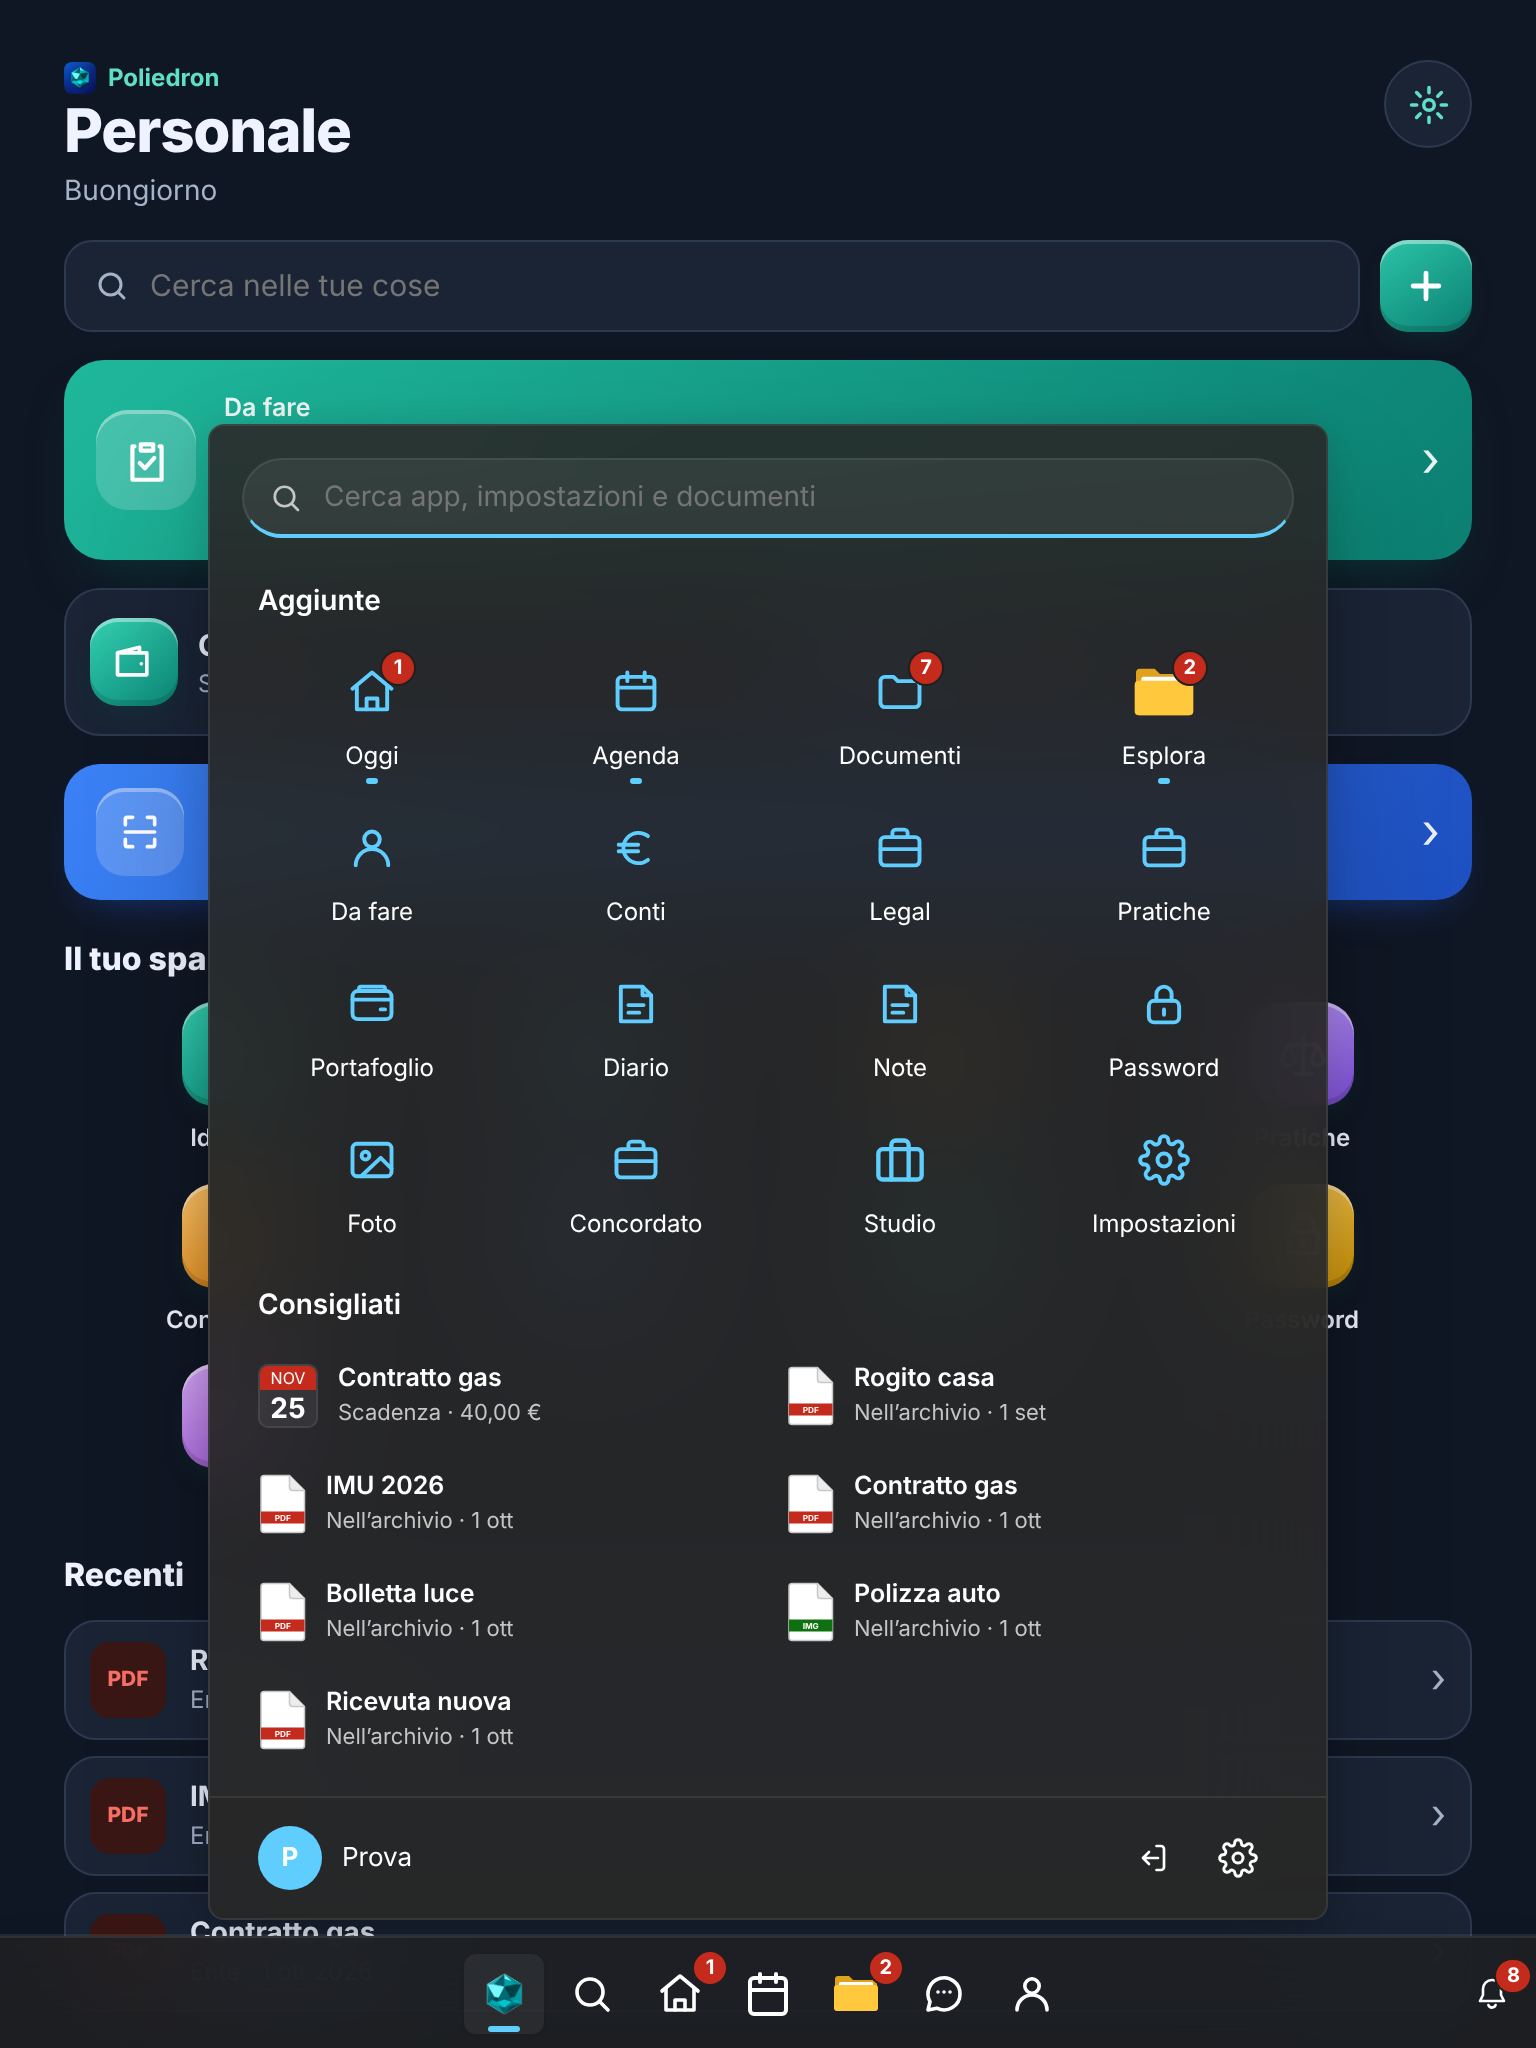 Poliedron
Personale
Buongiorno
Cerca nelle tue cose
Da fare
Cerca app, impostazioni e documenti
Aggiunte
1
7
2
Oggi
Agenda
Documenti
Esplora
Da fare
Conti
Legal
Pratiche
Il tuo spa
Portafoglio
Diario
Note
Password
Pratiche
Foto
Concordato
Studio
Impostazioni
Password
Consigliati
NOV
25
Contratto gas
Scadenza · 40,00 €
PDF
Rogito casa
Nell’archivio · 1 set
PDF
IMU 2026
Nell’archivio · 1 ott
PDF
Contratto gas
Nell’archivio · 1 ott
Recenti
PDF
Bolletta luce
Nell’archivio · 1 ott
IMG
Polizza auto
Nell’archivio · 1 ott
PDF
PDF
Ricevuta nuova
Nell’archivio · 1 ott
PDF
P
Prova
Contratto gas
1
2
8